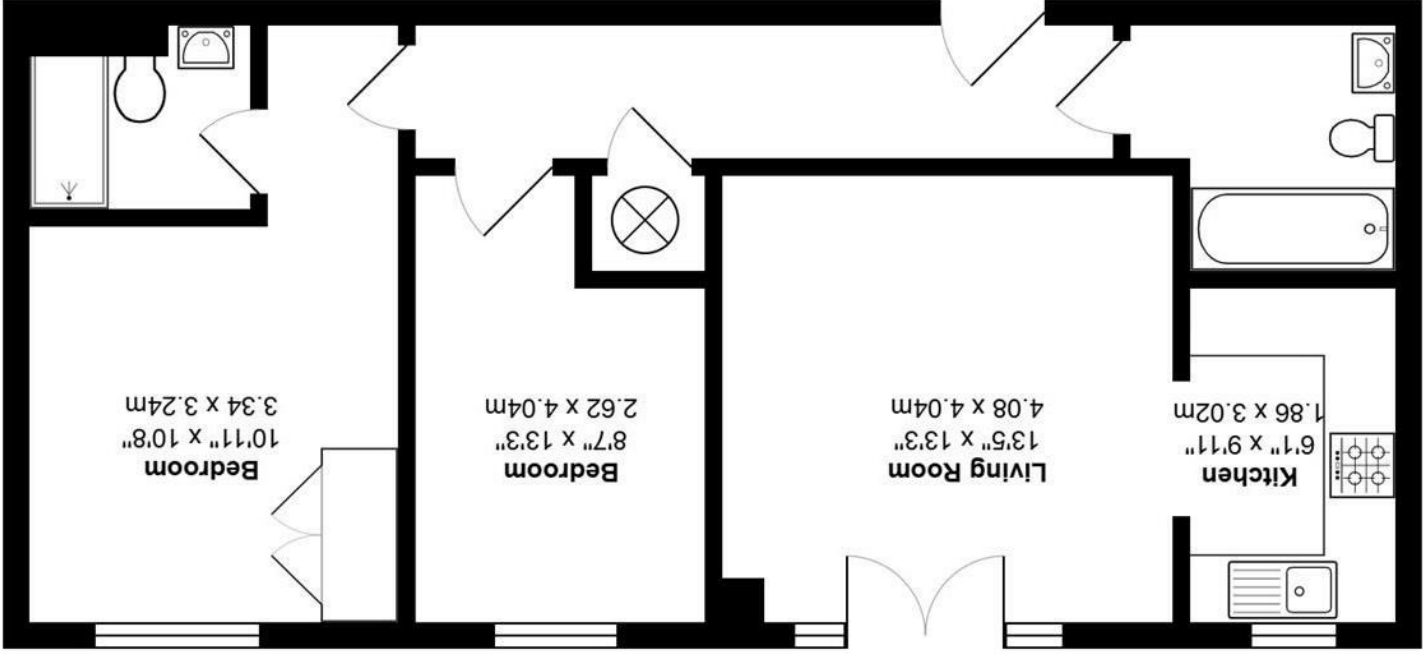 Kitchen
6'1" x 9'11"
1.86 x 3.02m
Living Room
13'5" x 13'3"
4.08 x 4.04m
Bedroom
8'7" x 13'3"
2.62 x 4.04m
Bedroom
10'11" x 10'8"
3.34 x 3.24m